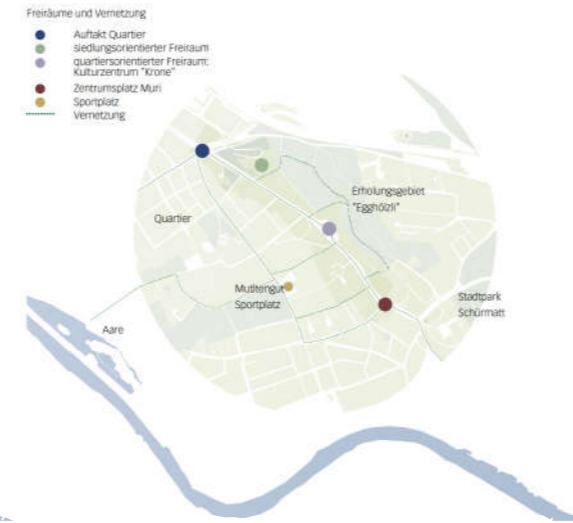 Freiräume und Vernetzung
Auftakt Quartier
siedlungsorientierter Freiraum
quartiersorientierter Freiraum:
Kulturzentrum "Krone"
Zentrumsplatz Muri
Sportplatz
Vernetzung
Erholungsgebiet
"Egghölzli"
Quartier
Multengut
Sportplatz
Stadtpark
Schürmatt
Aare